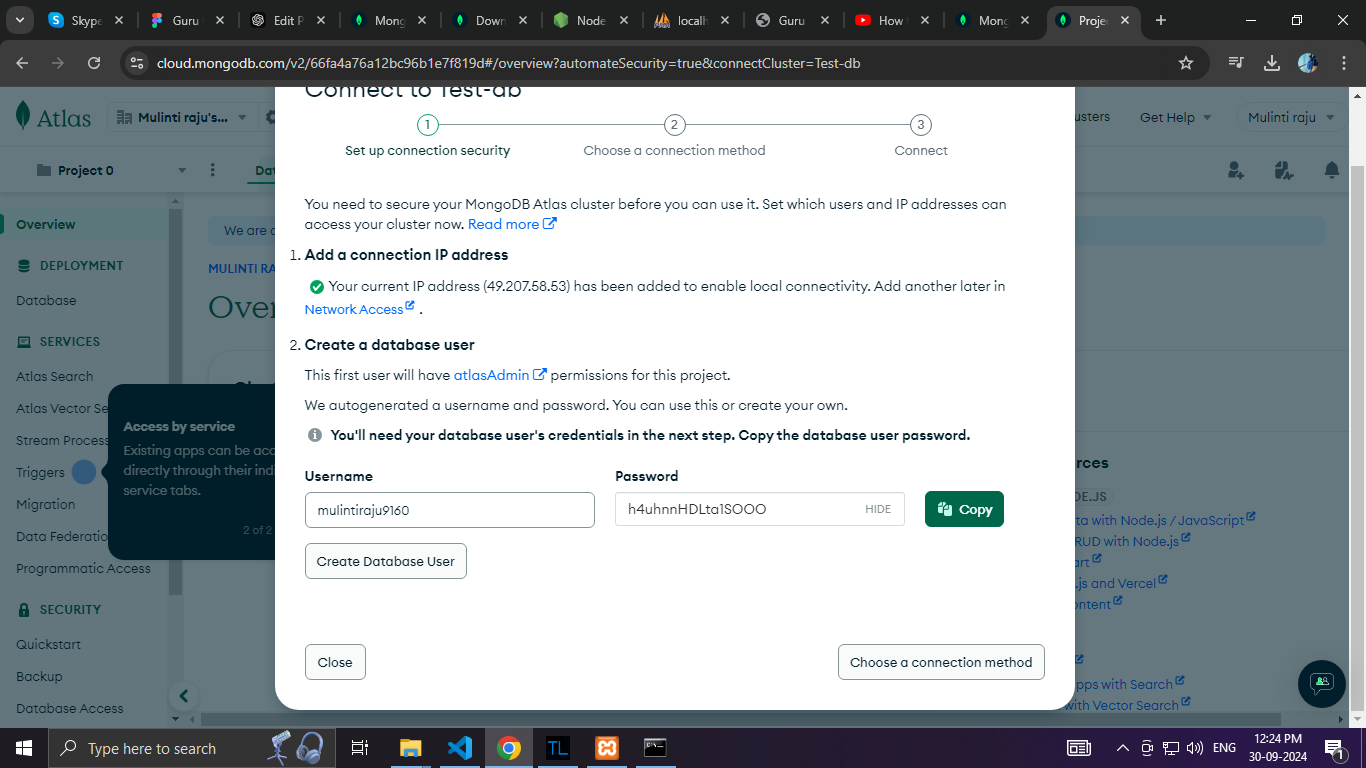 Skype
Guru
Edit P
Mong
Down
Node
localh
Guru
How
Mong
Proje
cloud.mongodb.com/v2/66fa4a76a12bc96b1e7f819d#/overview?automateSecurity=true&connectCluster=Test-db
Connect to Test-db
Atlas
Mulinti raju's...
usters
Get Help
Mulinti raju
1
2
3
Set up connection security
Choose a connection method
Connect
Project 0
Dat
You need to secure your MongoDB Atlas cluster before you can use it. Set which users and IP addresses can
access your cluster now. Read more
Overview
We are c
1. Add a connection IP address
DEPLOYMENT
MULINTI RA
Your current IP address (49.207.58.53) has been added to enable local connectivity. Add another later in
Network Access .
Database
Over
SERVICES
2. Create a database user
Atlas Search
This first user will have atlasAdmin permissions for this project.
Atlas Vector Se
We autogenerated a username and password. You can use this or create your own.
Access by service
Stream Process
You'll need your database user's credentials in the next step. Copy the database user password.
Existing apps can be acc
directly through their indi
service tabs.
Triggers
Username
Password
rces
DE.JS
Migration
mulintiraju9160
h4uhnnHDLta1SOOO
HIDE
Copy
ta with Node.js / JavaScript
2 of 2
Data Federatio
RUD with Node.js
Create Database User
art
Programmatic Access
.js and Vercel
ontent
SECURITY
Quickstart
Close
Choose a connection method
Backup
pps with Search
Database Access
with Vector Search
Type here to search
TL
ENG
12:24 PM
30-09-2024
1